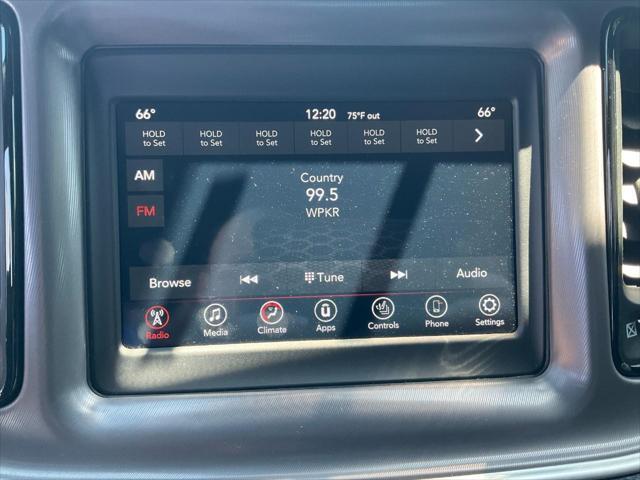 66° 12:20 75°F out 66°
HOLD to Set HOLD to Set HOLD to Set HOLD to Set HOLD to Set HOLD to Set
AM
FM
Country
99.5
WPKR
Browse Tune Audio
Radio Media Climate Apps Controls Phone Settings